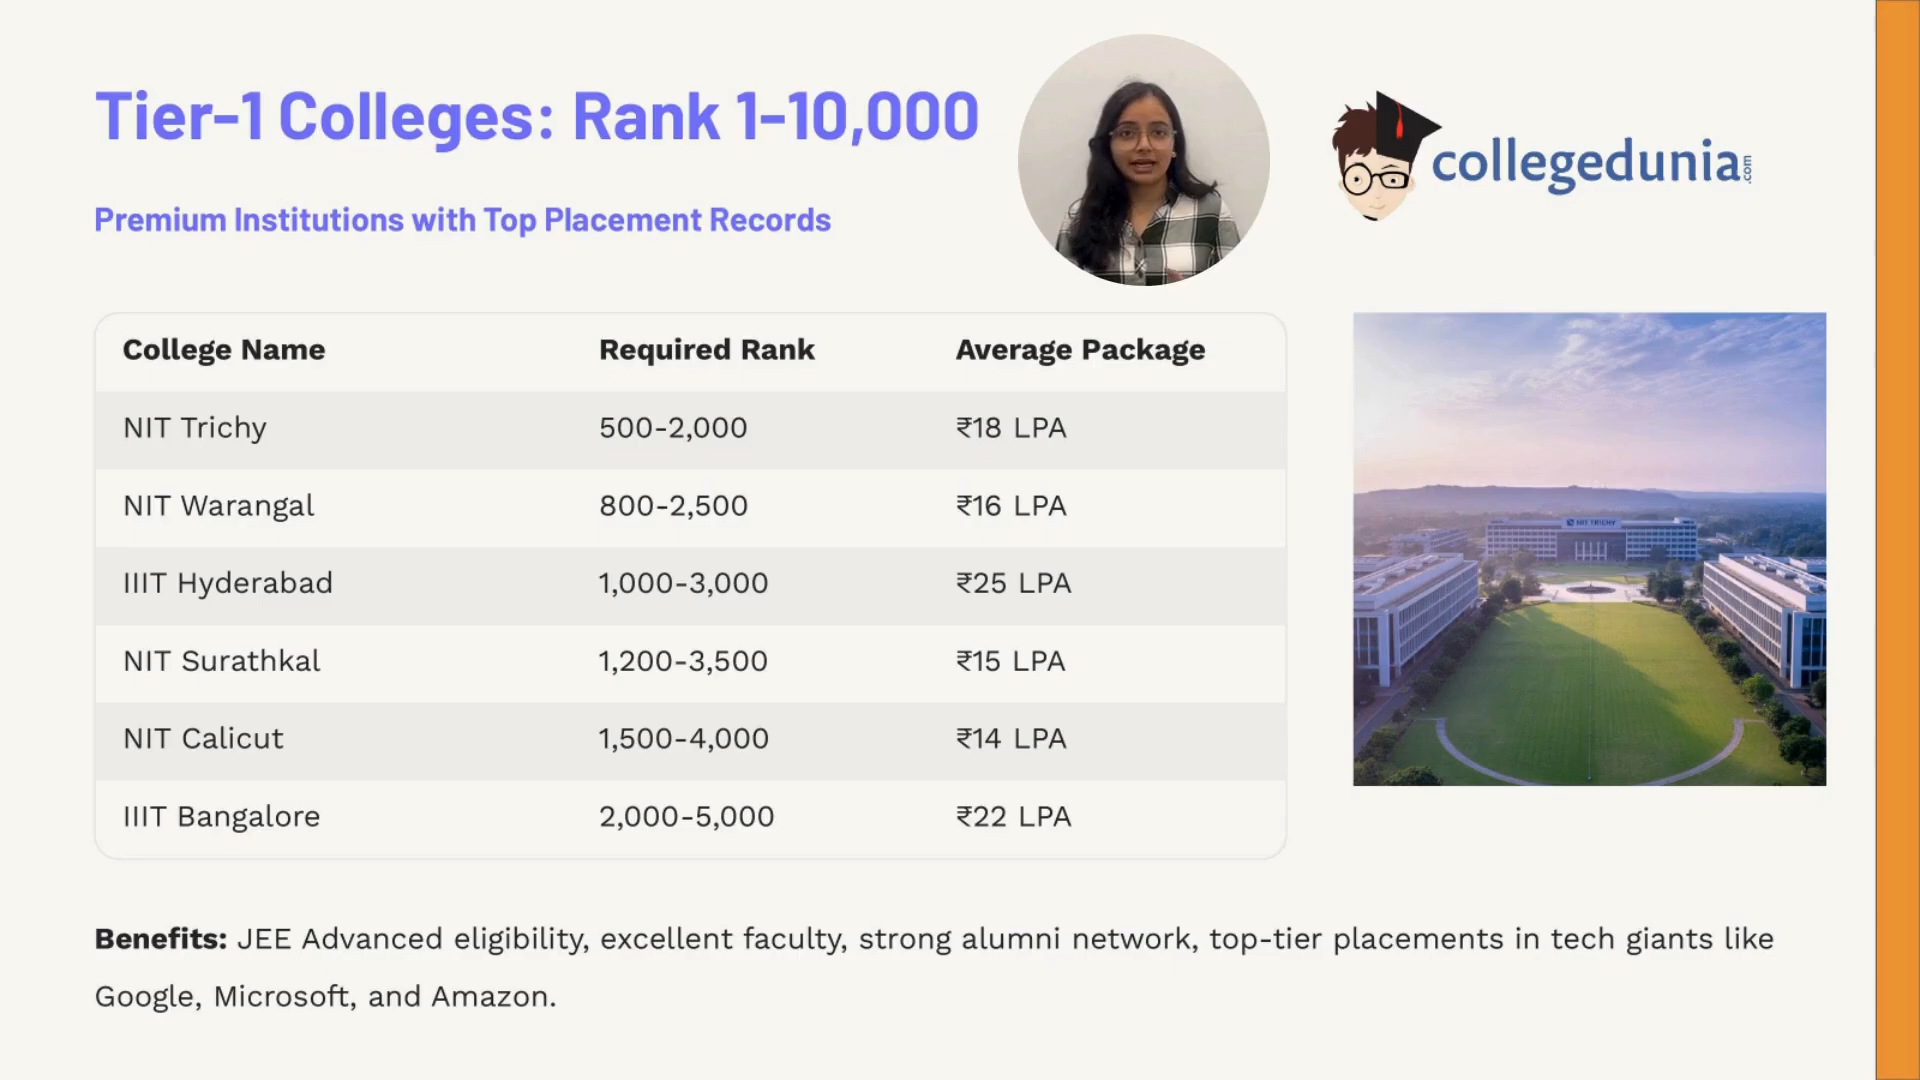 Tier-1 Colleges: Rank 1-10,000
Premium Institutions with Top Placement Records
collegedunia.com
College Name Required Rank Average Package
NIT Trichy 500-2,000 ₹18 LPA
NIT Warangal 800-2,500 ₹16 LPA
IIIT Hyderabad 1,000-3,000 ₹25 LPA
NIT Surathkal 1,200-3,500 ₹15 LPA
NIT Calicut 1,500-4,000 ₹14 LPA
IIIT Bangalore 2,000-5,000 ₹22 LPA
NIT TRICHY
Benefits: JEE Advanced eligibility, excellent faculty, strong alumni network, top-tier placements in tech giants like
Google, Microsoft, and Amazon.